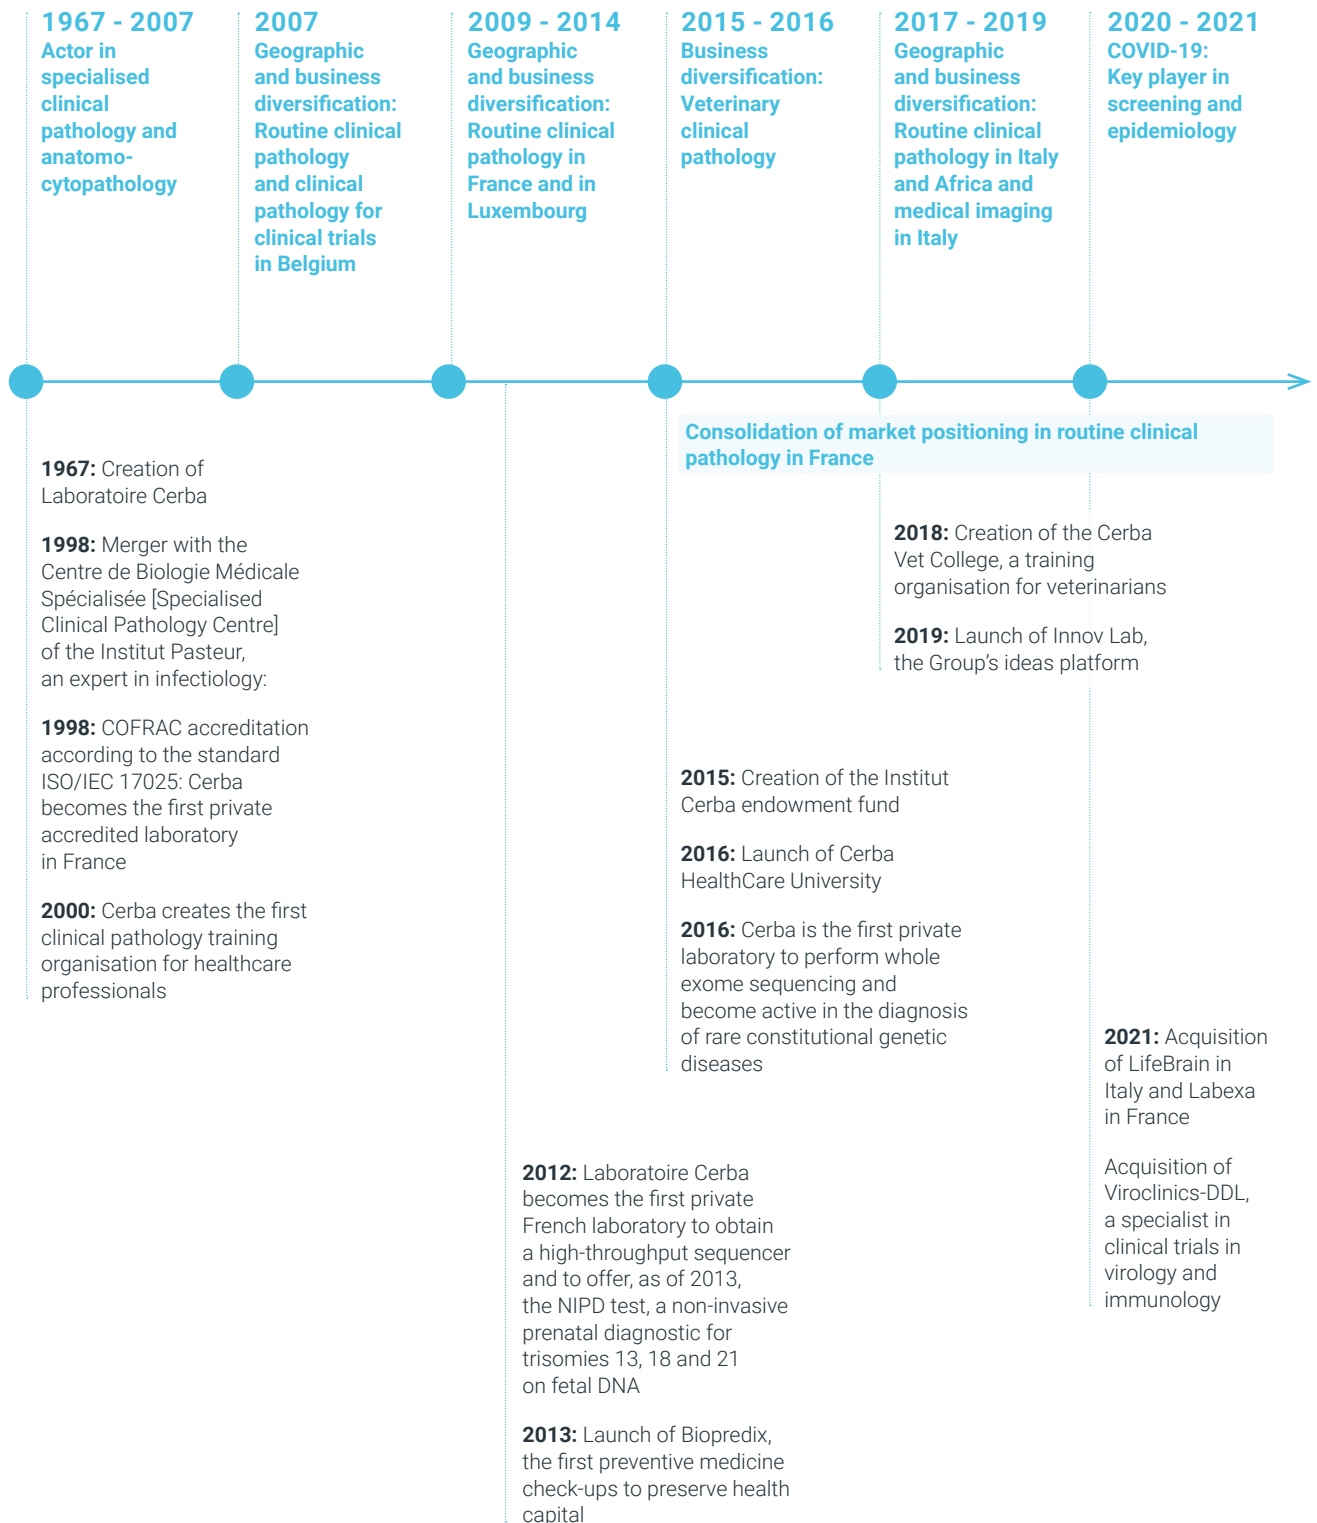 1967 - 2007
Actor in
specialised
clinical
pathology and
anatomo-
cytopathology
2007
Geographic
and business
diversification:
Routine clinical
pathology
and clinical
pathology for
clinical trials
in Belgium
2009 - 2014
Geographic
and business
diversification:
Routine clinical
pathology in
France and in
Luxembourg
2015 - 2016
Business
diversification:
Veterinary
clinical
pathology
2017 - 2019
Geographic
and business
diversification:
Routine clinical
pathology in Italy
and Africa and
medical imaging
in Italy
2020 - 2021
COVID-19:
Key player in
screening and
epidemiology
Consolidation of market positioning in routine clinical
pathology in France
1967: Creation of
Laboratoire Cerba
1998: Merger with the
Centre de Biologie Médicale
Spécialisée [Specialised
Clinical Pathology Centre]
of the Institut Pasteur,
an expert in infectiology:
1998: COFRAC accreditation
according to the standard
ISO/IEC 17025: Cerba
becomes the first private
accredited laboratory
in France
2000: Cerba creates the first
clinical pathology training
organisation for healthcare
professionals
2012: Laboratoire Cerba
becomes the first private
French laboratory to obtain
a high-throughput sequencer
and to offer, as of 2013,
the NIPD test, a non-invasive
prenatal diagnostic for
trisomies 13, 18 and 21
on fetal DNA
2013: Launch of Biopredix,
the first preventive medicine
check-ups to preserve health
capital
2015: Creation of the Institut
Cerba endowment fund
2016: Launch of Cerba
HealthCare University
2016: Cerba is the first private
laboratory to perform whole
exome sequencing and
become active in the diagnosis
of rare constitutional genetic
diseases
2018: Creation of the Cerba
Vet College, a training
organisation for veterinarians
2019: Launch of Innov Lab,
the Group's ideas platform
2021: Acquisition
of LifeBrain in
Italy and Labexa
in France
Acquisition of
Viroclinics-DDL,
a specialist in
clinical trials in
virology and
immunology